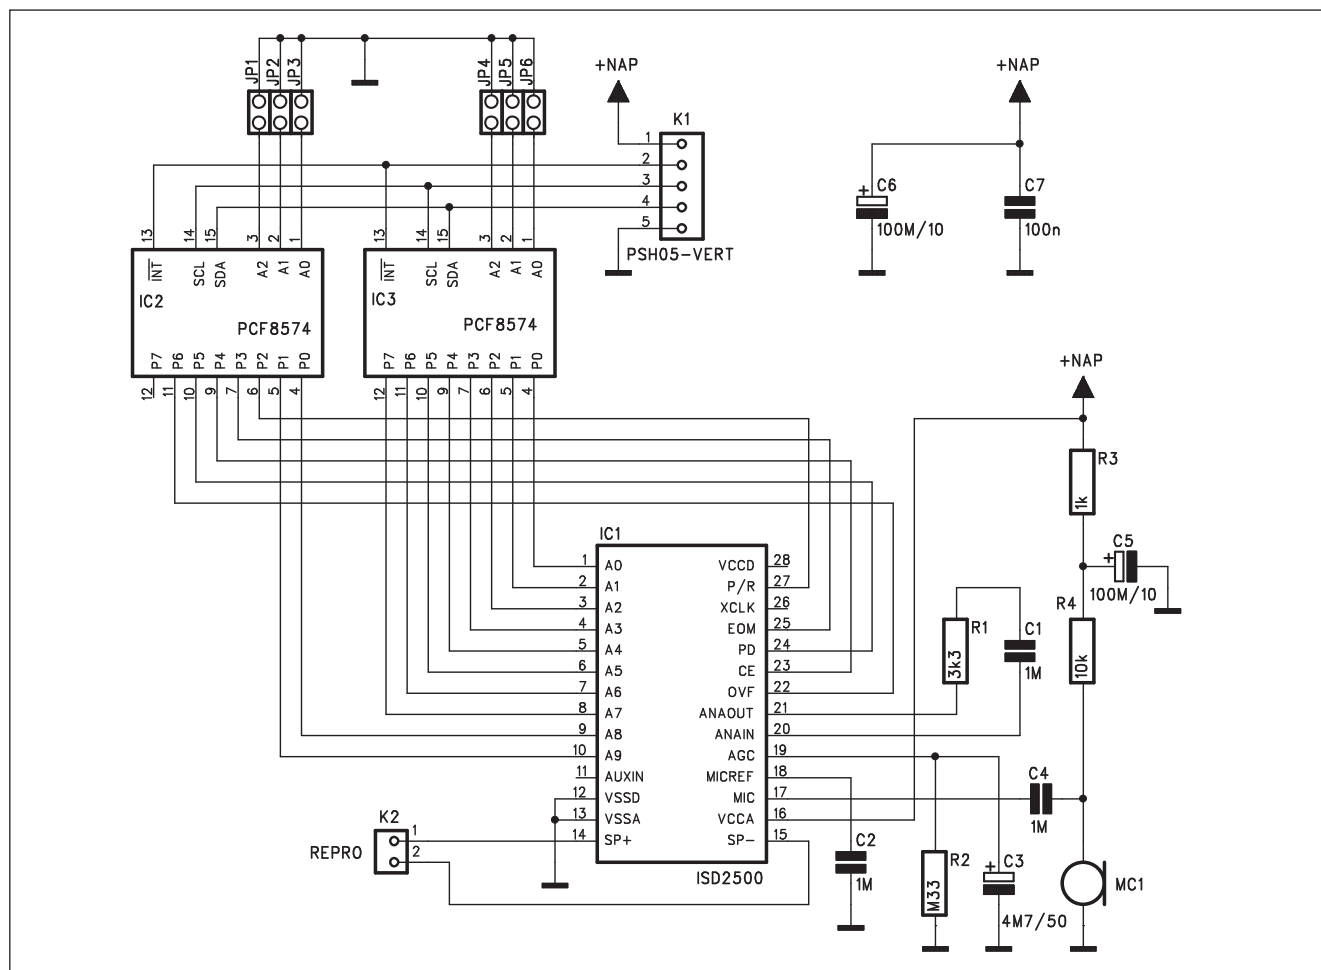 JP1
JP2
JP3
JP4
JP5
JP6
+NAP
K1
1
2
3
4
5
PSH05-VERT
+NAP
C6
+
100M/10
C7
100n
13
14
15
3
2
1
INT
SCL
SDA
A2
A1
A0
IC2
PCF8574
P7
P6
P5
P4
P3
P2
P1
P0
12
11
10
9
7
6
5
4
13
14
15
3
2
1
INT
SCL
SDA
A2
A1
A0
IC3
PCF8574
P7
P6
P5
P4
P3
P2
P1
P0
12
11
10
9
7
6
5
4
+NAP
R3
1k
C5
+
100M/10
R4
10k
IC1
1 A0 VCCD 28
2 A1 P/R 27
3 A2 XCLK 26
4 A3 EOM 25
5 A4 PD 24
6 A5 CE 23
7 A6 OVF 22
8 A7 ANAOUT 21
9 A8 ANAIN 20
10 A9 AGC 19
11 AUXIN MICREF 18
12 VSSD MIC 17
13 VSSA VCCA 16
14 SP+ SP- 15
ISD2500
R1
3k3
C1
1M
C4
1M
K2
1
2
REPRO
C2
1M
R2
M33
C3
+
4M7/50
MC1